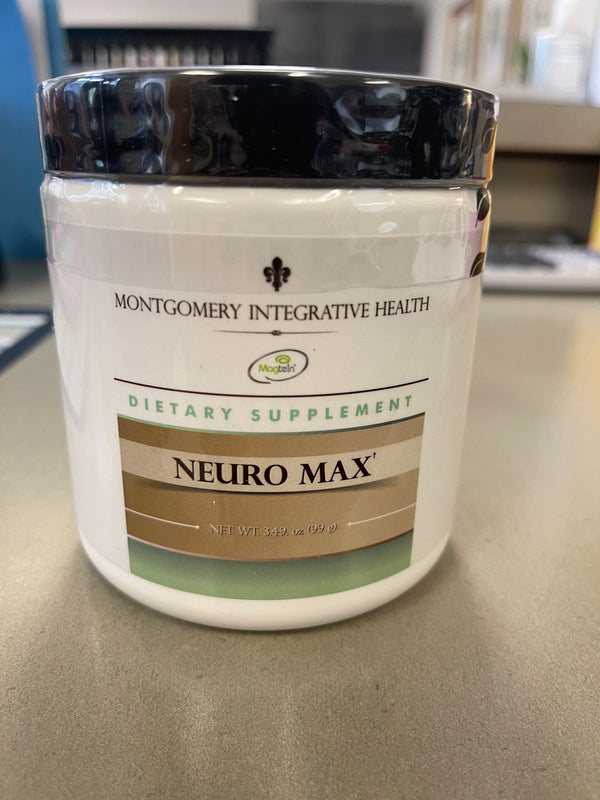 MONTGOMERY INTEGRATIVE HEALTH
Magtein®
DIETARY SUPPLEMENT
NEURO MAX†
NET WT. 3.49. oz (99 g)